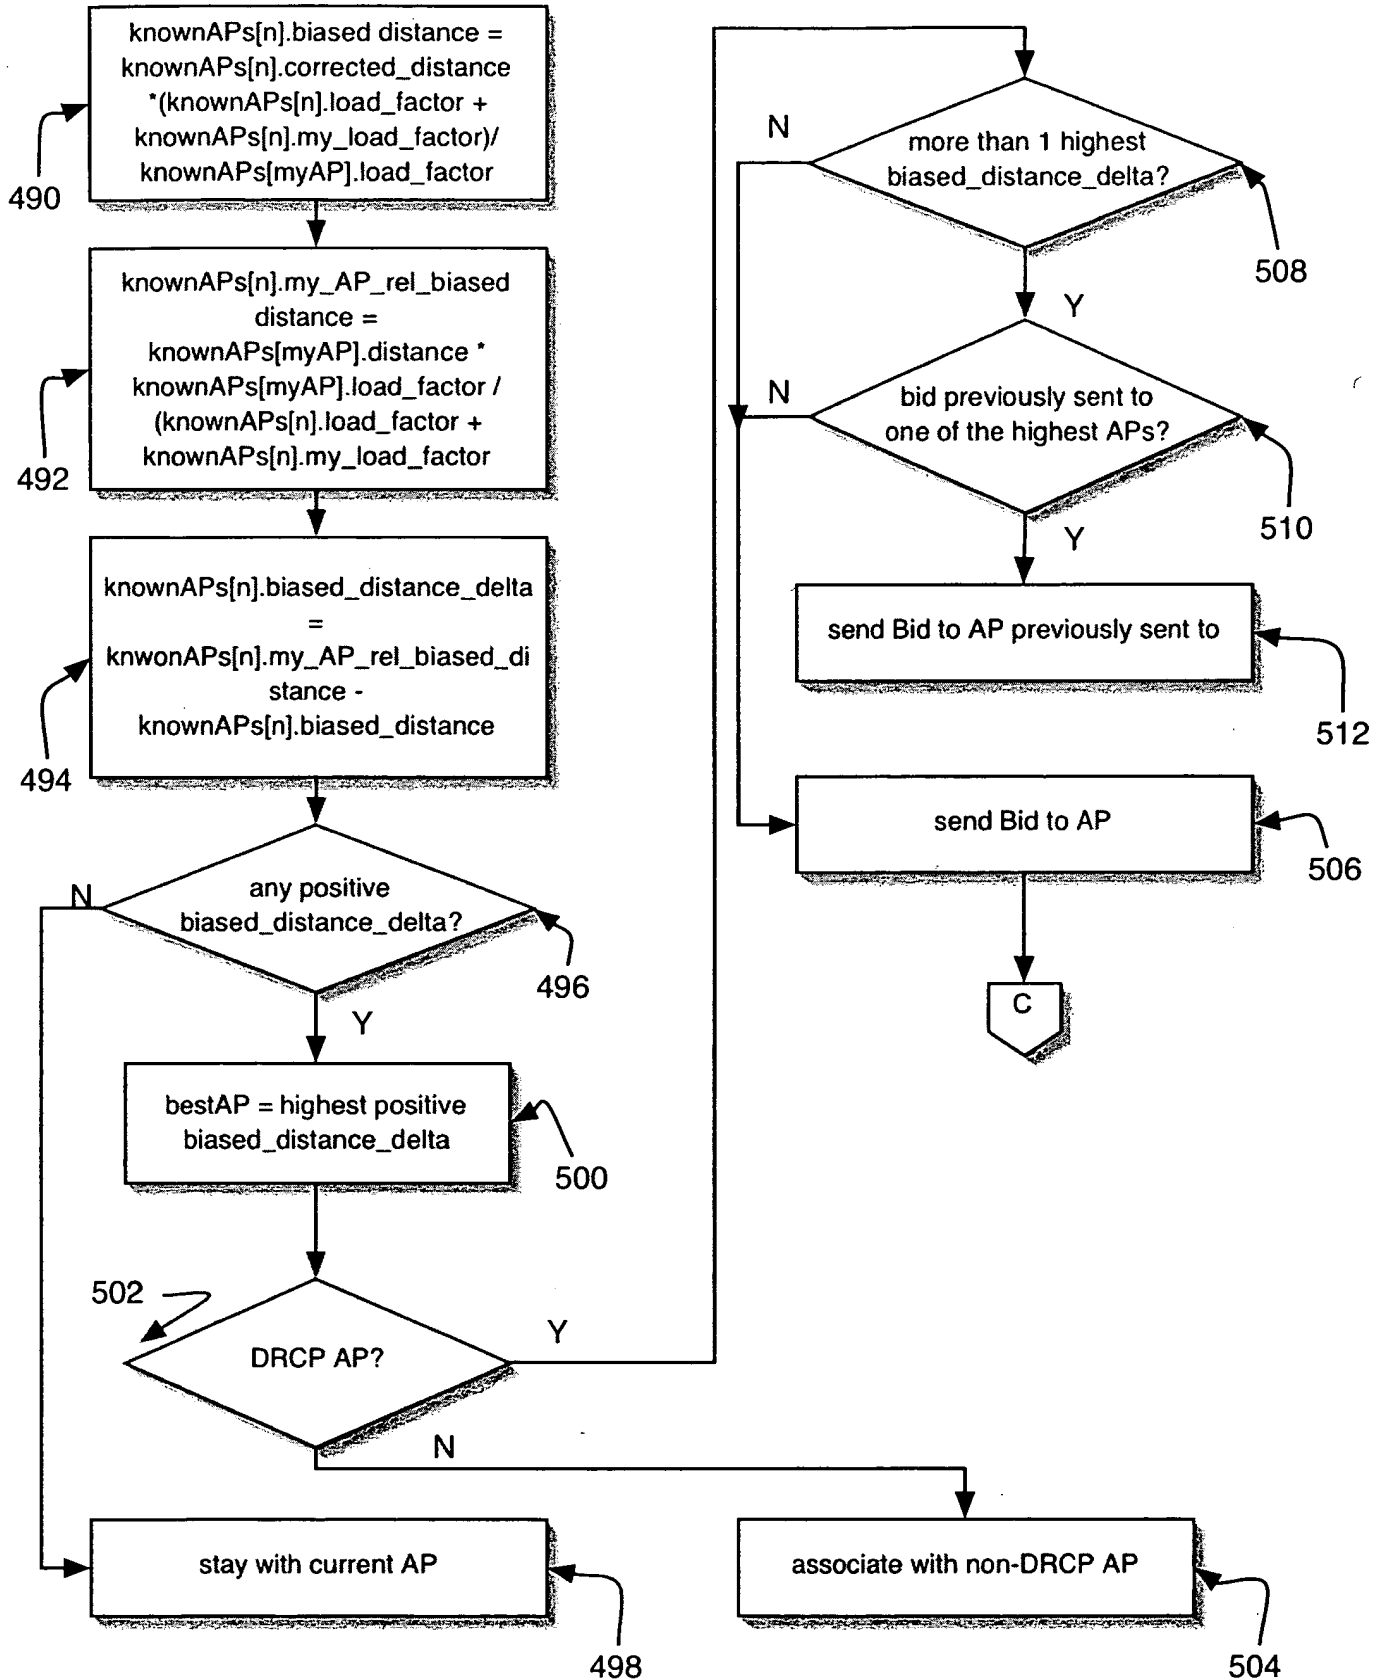 knownAPs[n].biased distance =
knownAPs[n].corrected_distance
*(knownAPs[n].load_factor +
knownAPs[n].my_load_factor)/
knownAPs[myAP].load_factor
490
knownAPs[n].my_AP_rel_biased
distance =
knownAPs[myAP].distance *
knownAPs[myAP].load_factor /
(knownAPs[n].load_factor +
knownAPs[n].my_load_factor
492
knownAPs[n].biased_distance_delta
=
knwonAPs[n].my_AP_rel_biased_di
stance -
knownAPs[n].biased_distance
494
any positive
biased_distance_delta?
N
496
Y
bestAP = highest positive
biased_distance_delta
500
502
DRCP AP?
Y
N
stay with current AP
498
associate with non-DRCP AP
504
more than 1 highest
biased_distance_delta?
N
508
Y
bid previously sent to
one of the highest APs?
N
510
Y
send Bid to AP previously sent to
512
send Bid to AP
506
C